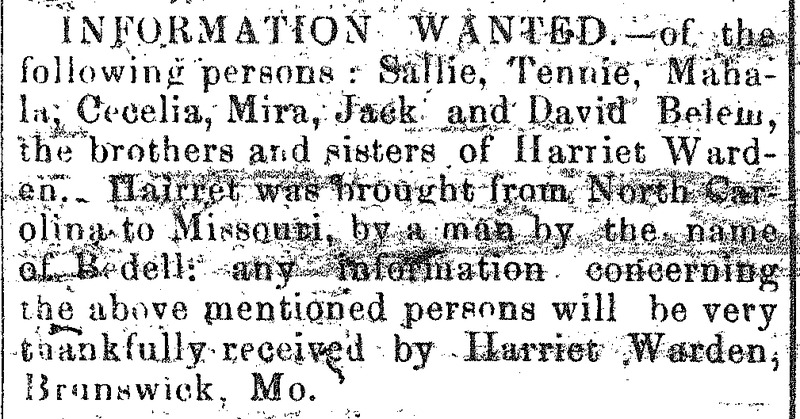 INFORMATION WANTED.—of the
following persons: Sallie, Tennie, Maha-
la, Cecelia, Mira, Jack and David Belem,
the brothers and sisters of Harriet Ward-
en. Hairret was brought from North Car-
olina to Missouri, by a man by the name
of Bedell: any information concerning
the above mentioned persons will be very
thankfully received by Harriet Warden,
Brunswick, Mo.